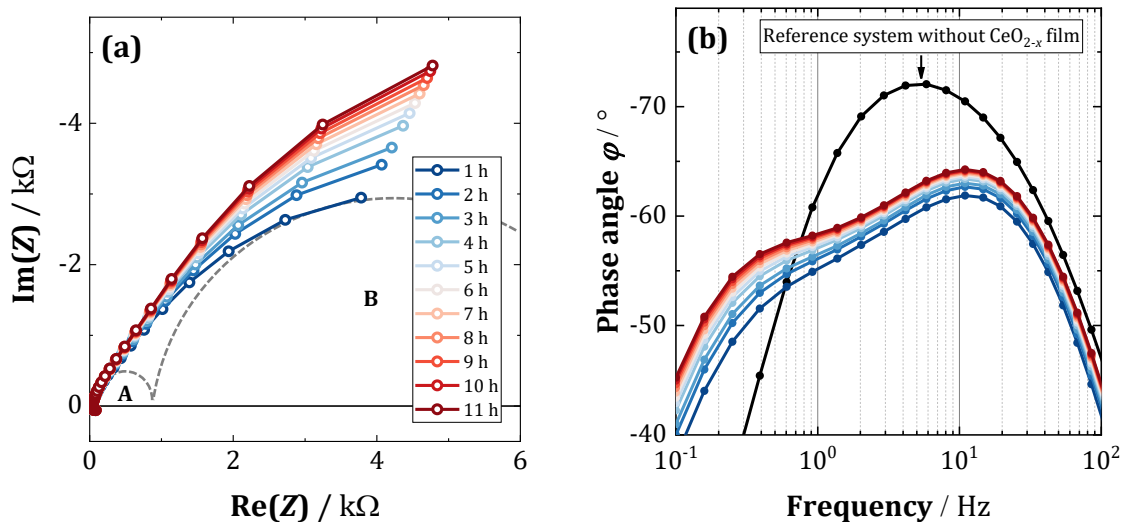 (a)
Im(Z) / kΩ
-4
-2
0
0
2
4
6
Re(Z) / kΩ
A
B
1 h
2 h
3 h
4 h
5 h
6 h
7 h
8 h
9 h
10 h
11 h
(b)
Reference system without CeO2-x film
Phase angle φ / °
-70
-60
-50
-40
10-1
100
101
102
Frequency / Hz